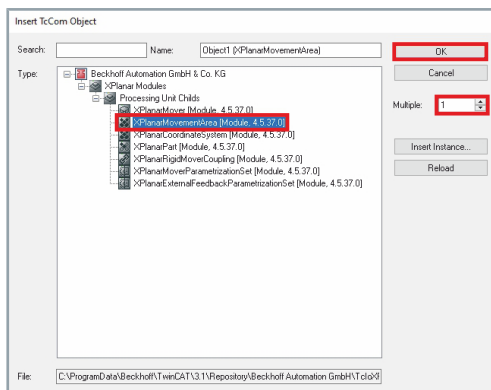 Insert TcCom Object
Search:
Name: Object1 (XPlanarMovementArea)
OK
Type:
Beckhoff Automation GmbH & Co. KG
Cancel
XPlanar Modules
Processing Unit Childs
XPlanarMover [Module, 4.5.37.0]
Multiple: 1
XPlanarMovementArea [Module, 4.5.37.0]
XPlanarCoordinateSystem [Module, 4.5.37.0]
XPlanarPart [Module, 4.5.37.0]
Insert Instance...
XPlanarRigidMoverCoupling [Module, 4.5.37.0]
XPlanarMoverParametrizationSet [Module, 4.5.37.0]
Reload
XPlanarExternalFeedbackParametrizationSet [Module, 4.5.37.0]
File: C:\ProgramData\Beckhoff\TwinCAT\3.1\Repository\Beckhoff Automation GmbH\TcIoXl